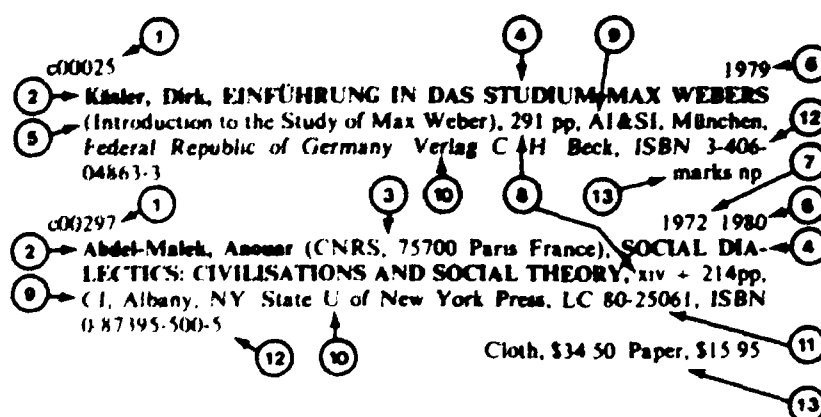 1 4 9
c00025 1979 6
2 Käsler, Dirk, EINFÜHRUNG IN DAS STUDIUM MAX WEBERS
5 (Introduction to the Study of Max Weber), 291 pp, AI&SI, München, 12
Federal Republic of Germany Verlag C H Beck, ISBN 3-406-
04863-3 10 8 13 marks np 7
1 3
c00297 1972 1980 6
2 Abdel-Malek, Anouar (CNRS, 75700 Paris France), SOCIAL DIA- 4
LECTICS: CIVILISATIONS AND SOCIAL THEORY, xiv + 214pp,
9 CI, Albany, NY State U of New York Press, LC 80-25061, ISBN
0-87395-500-5
12 10 Cloth, $34 50 Paper, $15 95 11
13